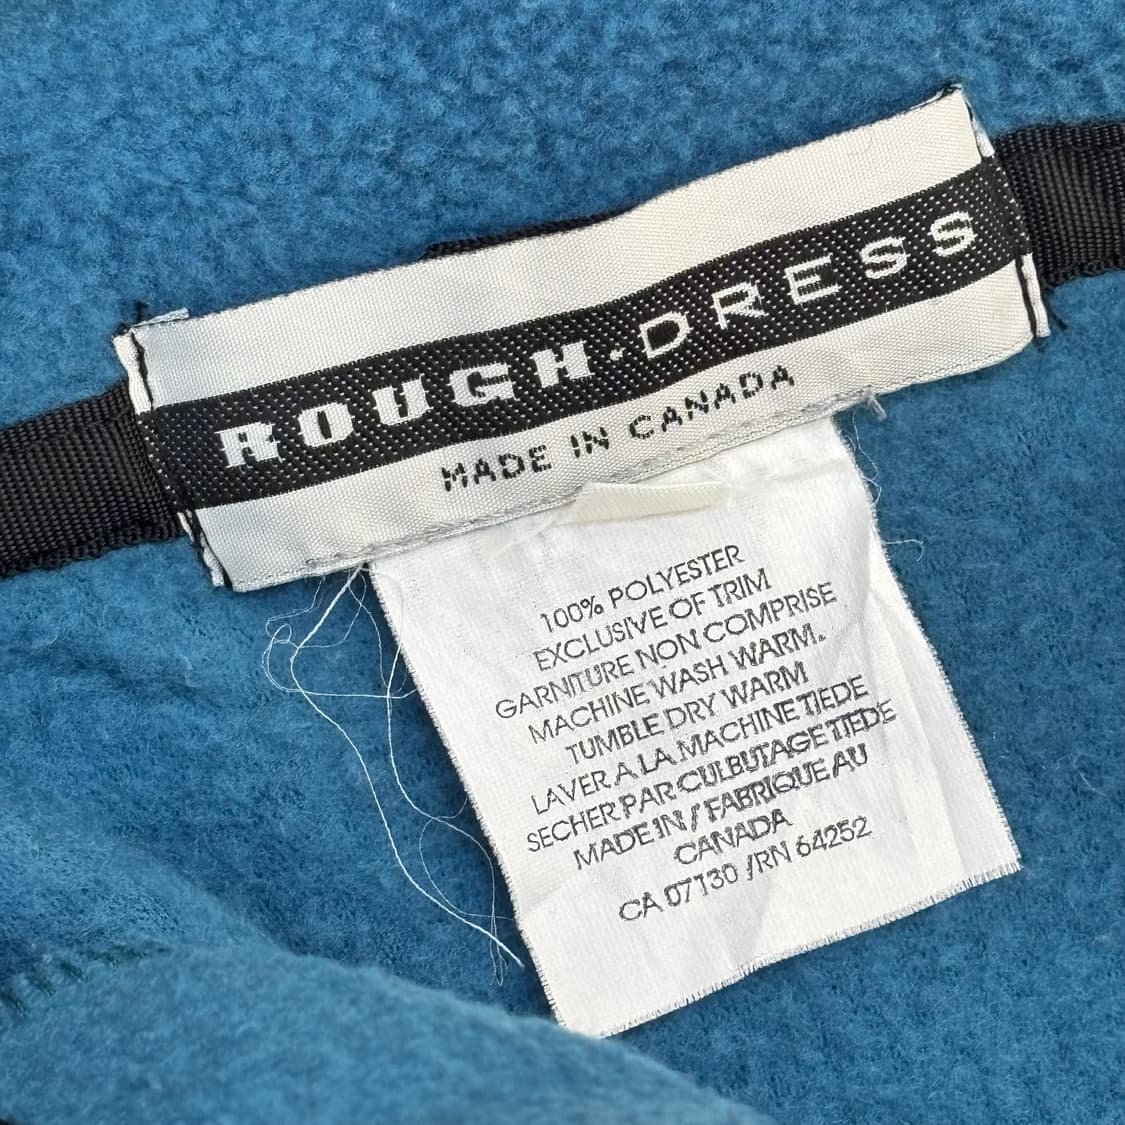 ROUGH·DRESS
MADE IN CANADA
100% POLYESTER
EXCLUSIVE OF TRIM
GARNITURE NON COMPRISE
MACHINE WASH WARM.
TUMBLE DRY WARM
LAVER A LA MACHINE TIEDE
SECHER PAR CULBUTAGE TIEDE
MADE IN / FABRIQUE AU
CANADA
CA 07130 /RN 64252